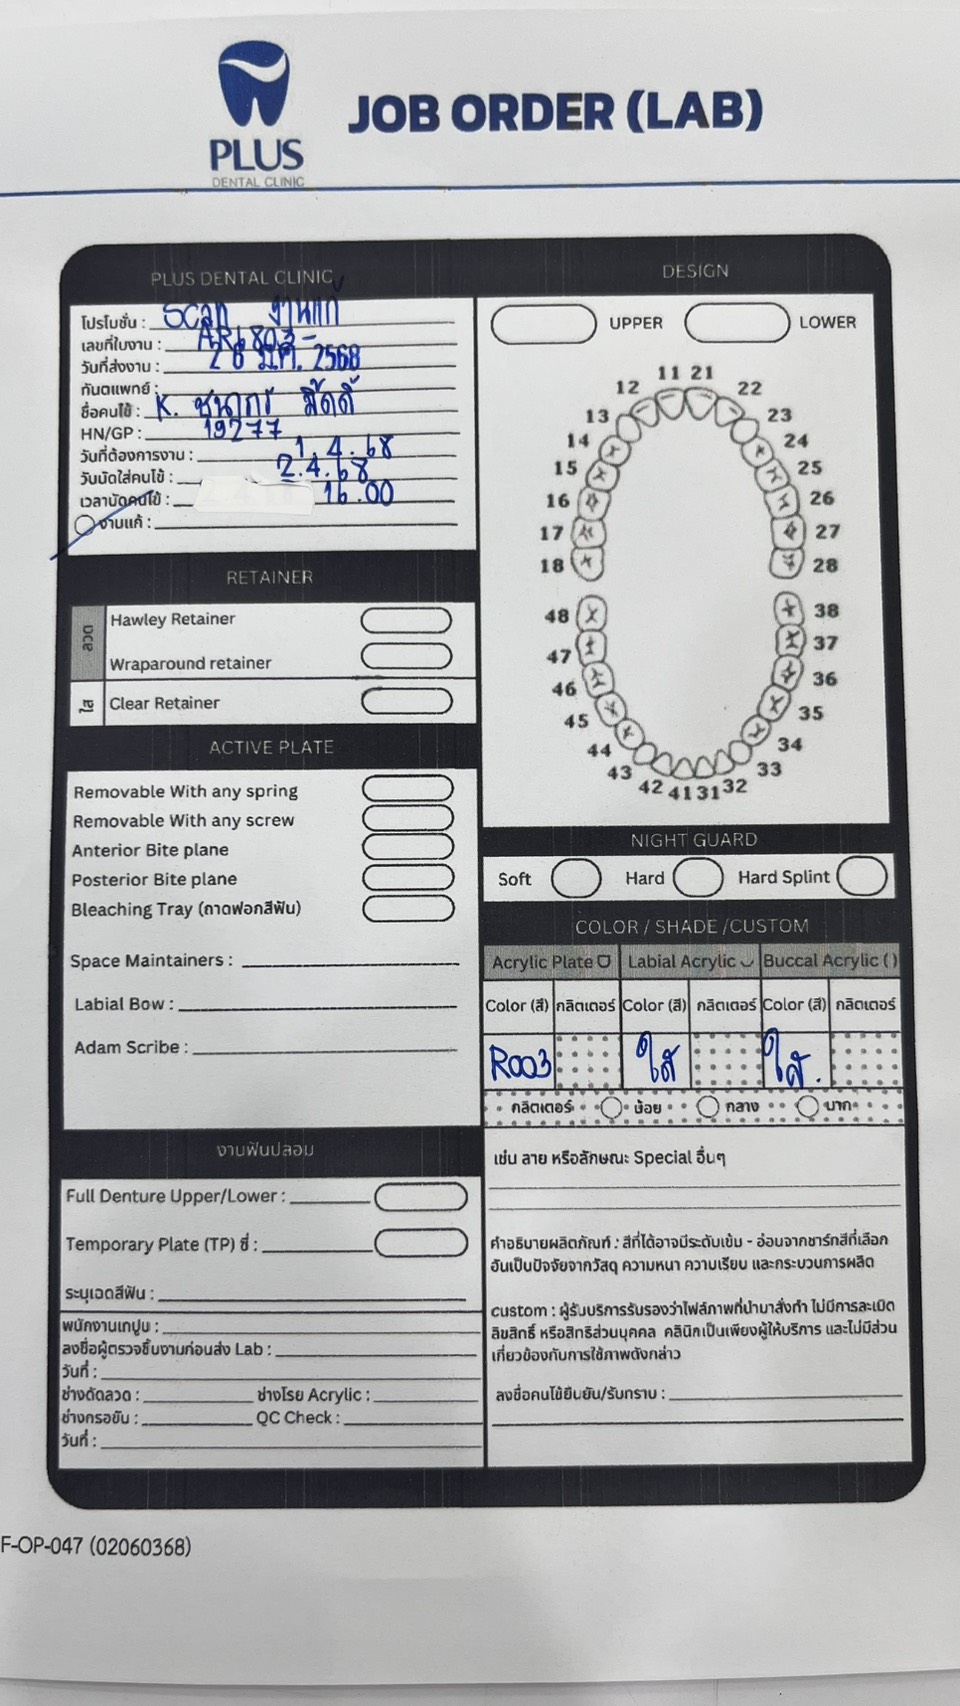 PLUS
DENTAL CLINIC
JOB ORDER (LAB)
PLUS DENTAL CLINIC
โปรโมชั่น : Scan งานแก้
เลขที่ใบงาน : AR6803-
วันที่ส่งงาน : 28 มี.ค. 2568
ทันตแพทย์ :
ชื่อคนไข้ : K.
HN/GP : 19277
วันที่ต้องการงาน : 1.4.68
วันนัดใส่คนไข้ : 2.4.68
เวลานัดคนไข้ : 16.00
งานแก้ :
RETAINER
ลวด
Hawley Retainer
Wraparound retainer
ใส
Clear Retainer
ACTIVE PLATE
Removable With any spring
Removable With any screw
Anterior Bite plane
Posterior Bite plane
Bleaching Tray (ถาดฟอกสีฟัน)
Space Maintainers :
Labial Bow :
Adam Scribe :
งานฟันปลอม
Full Denture Upper/Lower :
Temporary Plate (TP) ซี่ :
ระบุเฉดสีฟัน :
พนักงานเทปูน :
ลงชื่อผู้ตรวจชิ้นงานก่อนส่ง Lab :
วันที่ :
ช่างดัดลวด : ช่างโรย Acrylic :
ช่างกรอขัด : QC Check :
วันที่ :
DESIGN
UPPER LOWER
11 21
12 22
13 23
14 24
15 25
16 26
17 27
18 28
48 38
47 37
46 36
45 35
44 34
43 33
42 41 31 32
NIGHT GUARD
Soft Hard Hard Splint
COLOR / SHADE /CUSTOM
Acrylic Plate Labial Acrylic Buccal Acrylic ( )
Color (สี) กลิตเตอร์ Color (สี) กลิตเตอร์ Color (สี) กลิตเตอร์
R003 ใส ใส.
กลิตเตอร์ น้อย กลาง มาก
เช่น ลาย หรือลักษณะ Special อื่นๆ
คำอธิบายผลิตภัณฑ์ : สีที่ได้อาจมีระดับเข้ม - อ่อนจากชาร์ทสีที่เลือก
อันเป็นปัจจัยจากวัสดุ ความหนา ความเรียบ และกระบวนการผลิต
custom : ผู้รับบริการรับรองว่าไฟล์ภาพที่นำมาสั่งทำ ไม่มีการละเมิด
ลิขสิทธิ์ หรือสิทธิส่วนบุคคล คลินิกเป็นเพียงผู้ให้บริการ และไม่มีส่วน
เกี่ยวข้องกับการใช้ภาพดังกล่าว
ลงชื่อคนไข้ยืนยัน/รับทราบ :
F-OP-047 (02060368)